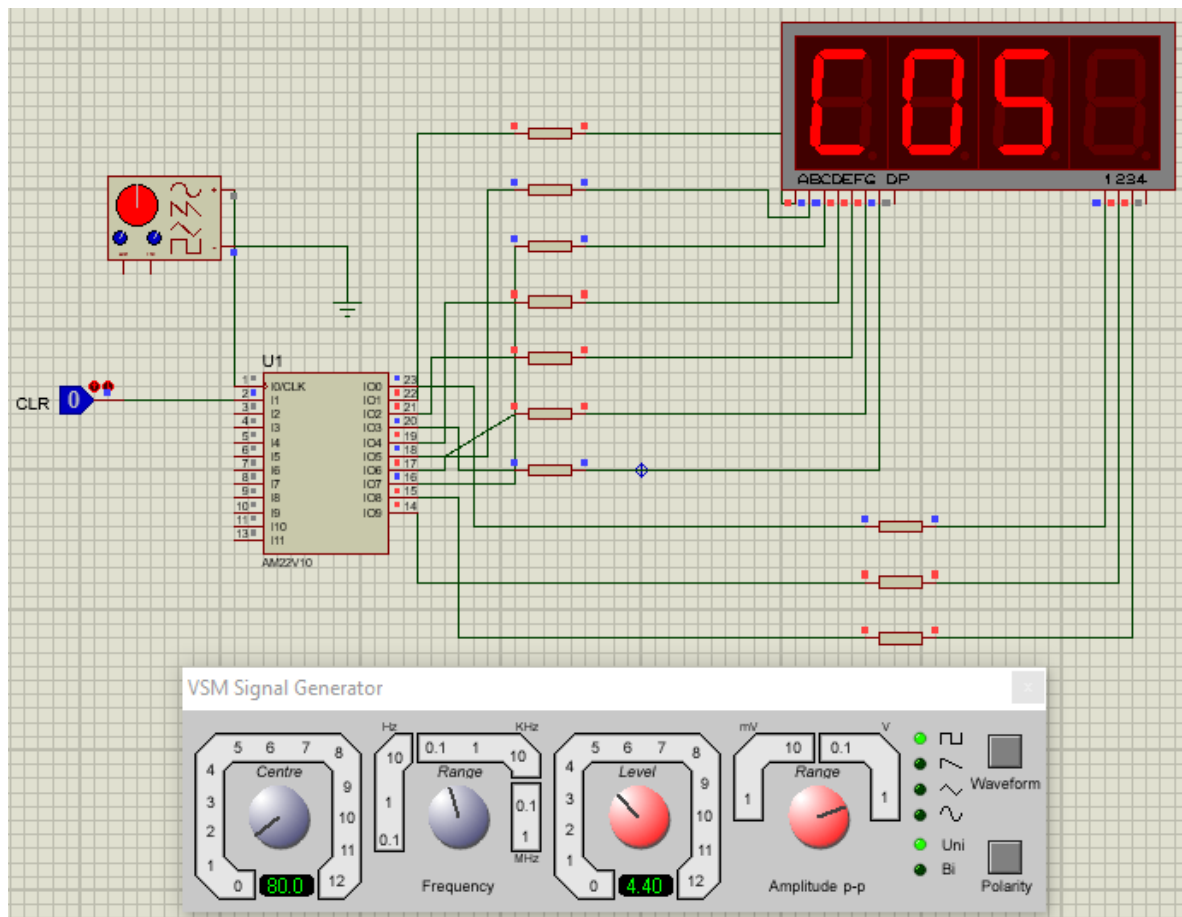 C05
ABCDEFG DP
1234
U1
CLR
0
1
2
3
4
5
6
7
8
9
10
11
13
I0/CLK
I1
I2
I3
I4
I5
I6
I7
I8
I9
I10
I11
IO0
IO1
IO2
IO3
IO4
IO5
IO6
IO7
IO8
IO9
23
22
21
20
19
18
17
16
15
14
AM22V10
VSM Signal Generator
x
0 1 2 3 4 5 6 7 8 9 10 11 12
Centre
80.0
Hz
KHz
0.1 1 10
0.1 1 10
0.1
1
MHz
Range
Frequency
0 1 2 3 4 5 6 7 8 9 10 11 12
Level
4.40
mV
V
1 10
0.1 1
Range
Amplitude p-p
Waveform
Uni
Bi
Polarity